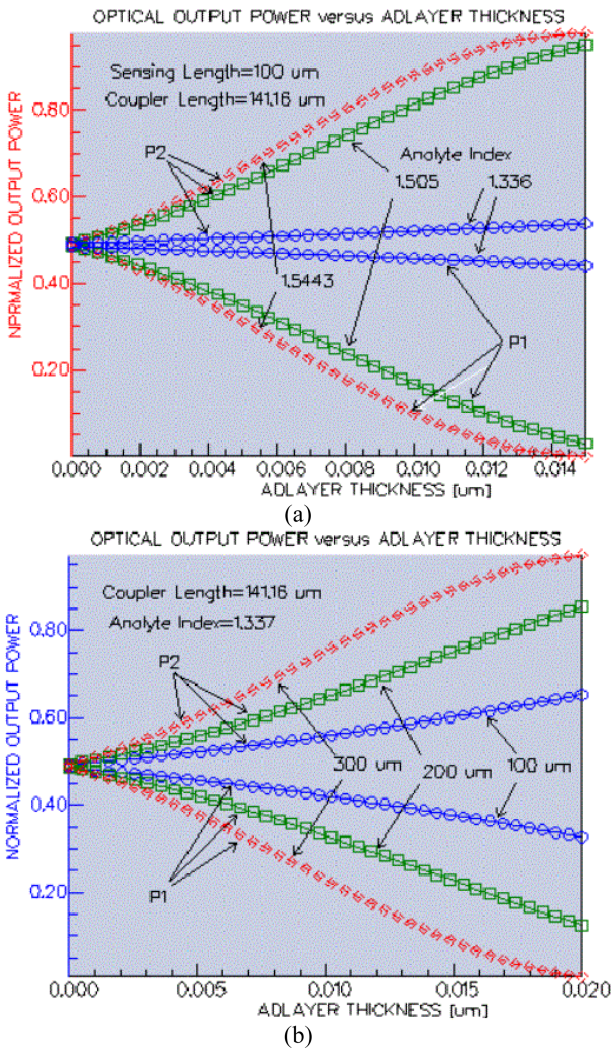 OPTICAL OUTPUT POWER versus ADLAYER THICKNESS
Sensing Length=100 um
Coupler Length=141.16 um
0.80
P2
Analyte Index
1.505
1.336
0.60
0.40
1.5443
P1
0.20
NPRMALIZED OUTPUT POWER
0.000
0.002
0.004
0.006
0.008
0.010
0.012
0.014
ADLAYER THICKNESS [um]
(a)
OPTICAL OUTPUT POWER versus ADLAYER THICKNESS
Coupler Length=141.16 um
Analyte Index=1.337
0.80
P2
0.60
300 um
200 um
100 um
0.40
P1
0.20
NORMALIZED OUTPUT POWER
0.000
0.005
0.010
0.015
0.020
ADLAYER THICKNESS [um]
(b)